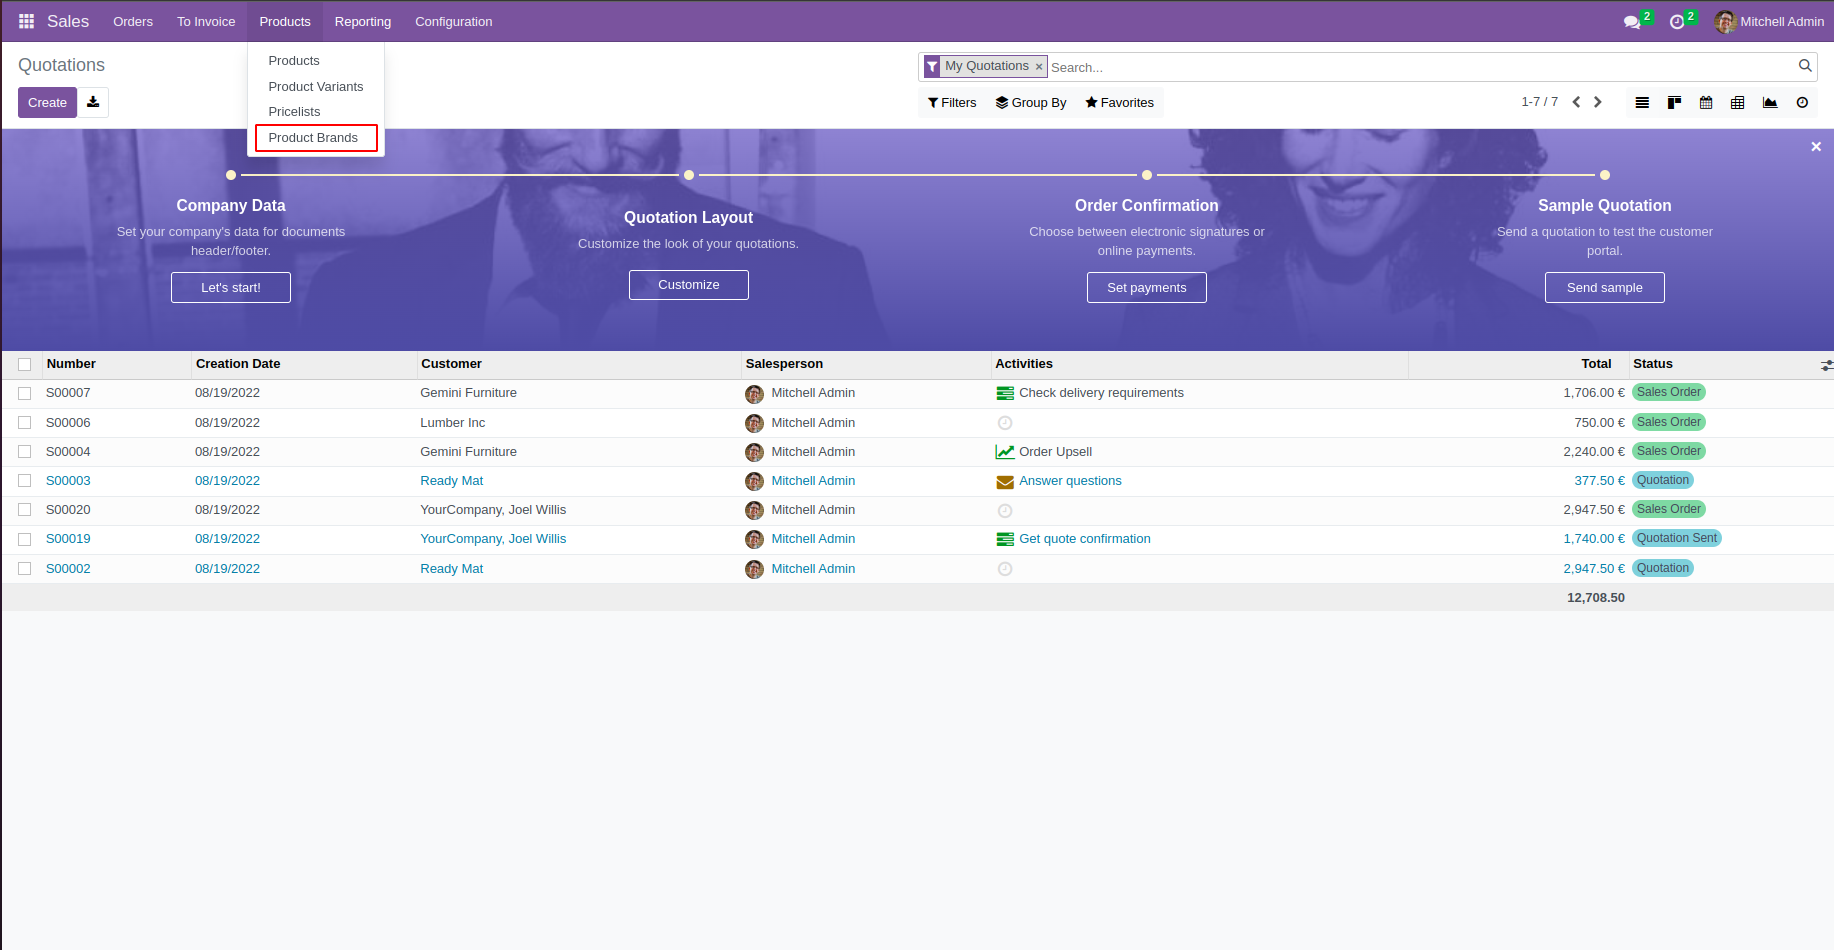 Sales Orders To Invoice Products Reporting Configuration 2 2 Mitchell Admin
Products
Product Variants
Pricelists
Product Brands
Quotations
My Quotations × Search...
Create
Filters Group By Favorites 1-7 / 7
×
Company Data
Set your company's data for documents
header/footer.
Let's start!
Quotation Layout
Customize the look of your quotations.
Customize
Order Confirmation
Choose between electronic signatures or
online payments.
Set payments
Sample Quotation
Send a quotation to test the customer
portal.
Send sample
Number Creation Date Customer Salesperson Activities Total Status
S00007 08/19/2022 Gemini Furniture Mitchell Admin Check delivery requirements 1,706.00 € Sales Order
S00006 08/19/2022 Lumber Inc Mitchell Admin 750.00 € Sales Order
S00004 08/19/2022 Gemini Furniture Mitchell Admin Order Upsell 2,240.00 € Sales Order
S00003 08/19/2022 Ready Mat Mitchell Admin Answer questions 377.50 € Quotation
S00020 08/19/2022 YourCompany, Joel Willis Mitchell Admin 2,947.50 € Sales Order
S00019 08/19/2022 YourCompany, Joel Willis Mitchell Admin Get quote confirmation 1,740.00 € Quotation Sent
S00002 08/19/2022 Ready Mat Mitchell Admin 2,947.50 € Quotation
12,708.50